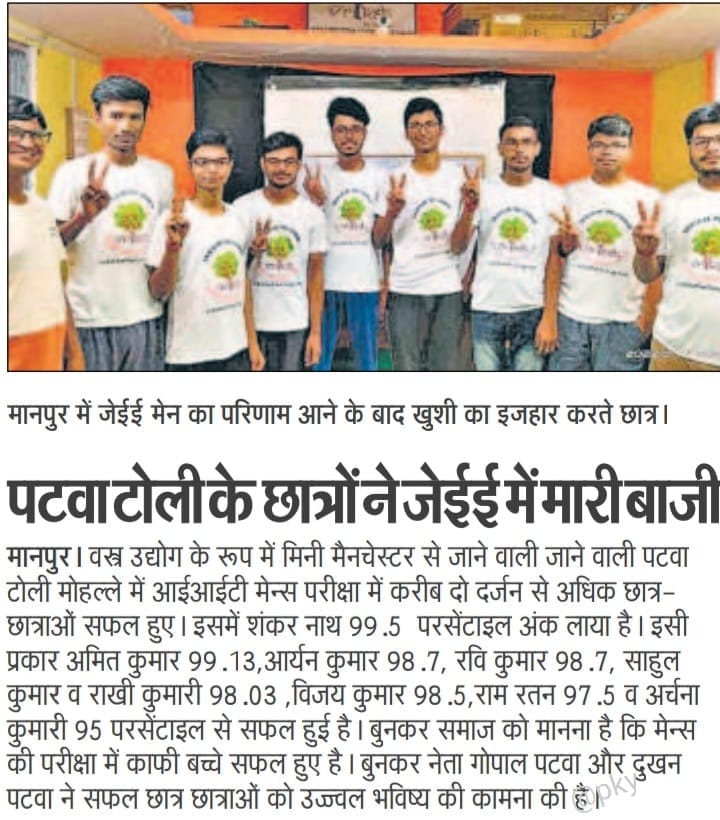 मानपुर में जेईई मेन का परिणाम आने के बाद खुशी का इजहार करते छात्र।
पटवा टोली के छात्रों ने जेईई में मारी बाजी
मानपुर। वस्त्र उद्योग के रूप में मिनी मैनचेस्टर से जाने वाली जाने वाली पटवा
टोली मोहल्ले में आईआईटी मेन्स परीक्षा में करीब दो दर्जन से अधिक छात्र-
छात्राओं सफल हुए। इसमें शंकर नाथ 99.5 परसेंटाइल अंक लाया है। इसी
प्रकार अमित कुमार 99.13,आर्यन कुमार 98.7, रवि कुमार 98.7, साहुल
कुमार व राखी कुमारी 98.03 ,विजय कुमार 98.5,राम रतन 97.5 व अर्चना
कुमारी 95 परसेंटाइल से सफल हुई है। बुनकर समाज को मानना है कि मेन्स
की परीक्षा में काफी बच्चे सफल हुए है। बुनकर नेता गोपाल पटवा और दुखन
पटवा ने सफल छात्र छात्राओं को उज्ज्वल भविष्य की कामना की है।
@pky